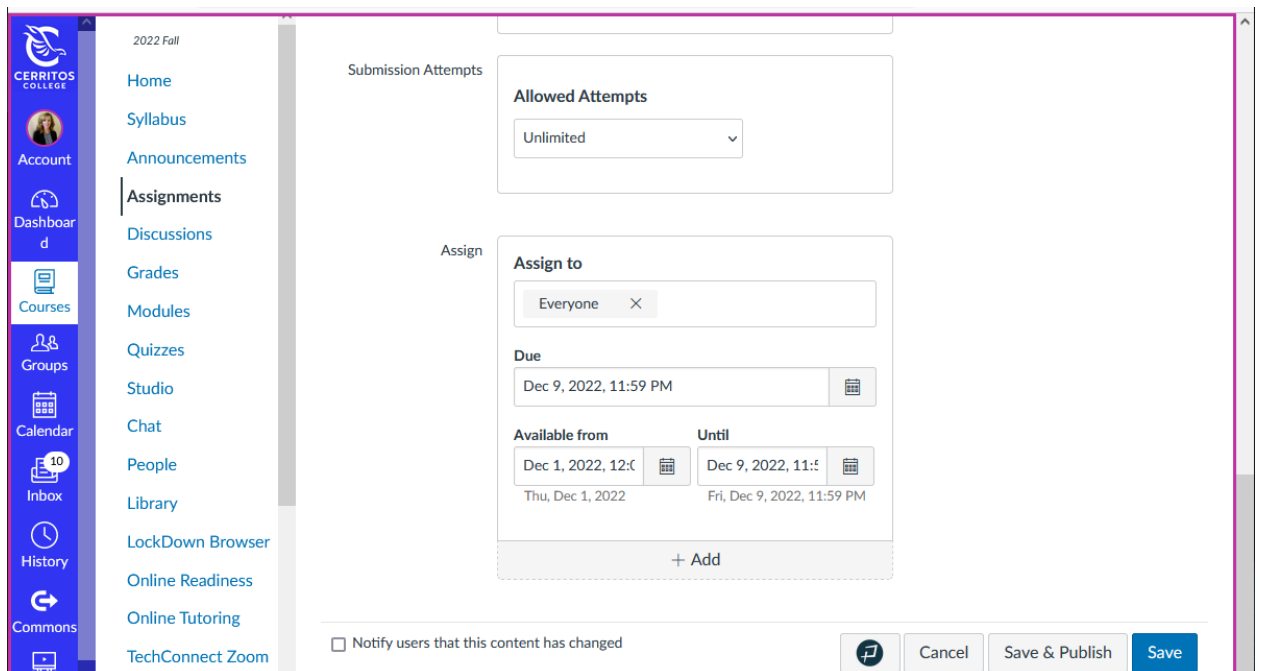 CERRITOS
COLLEGE
Account
Dashboar
d
Courses
Groups
Calendar
10
Inbox
History
Commons
2022 Fall
Home
Syllabus
Announcements
Assignments
Discussions
Grades
Modules
Quizzes
Studio
Chat
People
Library
LockDown Browser
Online Readiness
Online Tutoring
TechConnect Zoom
Submission Attempts
Allowed Attempts
Unlimited
Assign
Assign to
Everyone
Due
Dec 9, 2022, 11:59 PM
Available from Until
Dec 1, 2022, 12:0 Dec 9, 2022, 11:5
Thu, Dec 1, 2022 Fri, Dec 9, 2022, 11:59 PM
+ Add
Notify users that this content has changed
Cancel Save & Publish Save